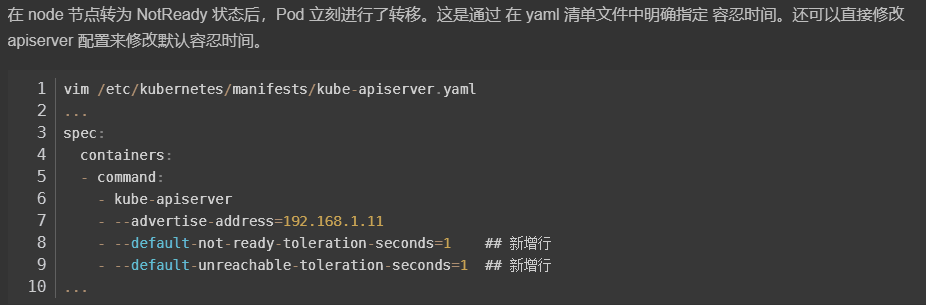 在 node 节点转为 NotReady 状态后，Pod 立刻进行了转移。这是通过 在 yaml 清单文件中明确指定 容忍时间。还可以直接修改
apiserver 配置来修改默认容忍时间。
1 vim /etc/kubernetes/manifests/kube-apiserver.yaml
2 ...
3 spec:
4   containers:
5   - command:
6     - kube-apiserver
7     - --advertise-address=192.168.1.11
8     - --default-not-ready-toleration-seconds=1    ## 新增行
9     - --default-unreachable-toleration-seconds=1  ## 新增行
10 ...